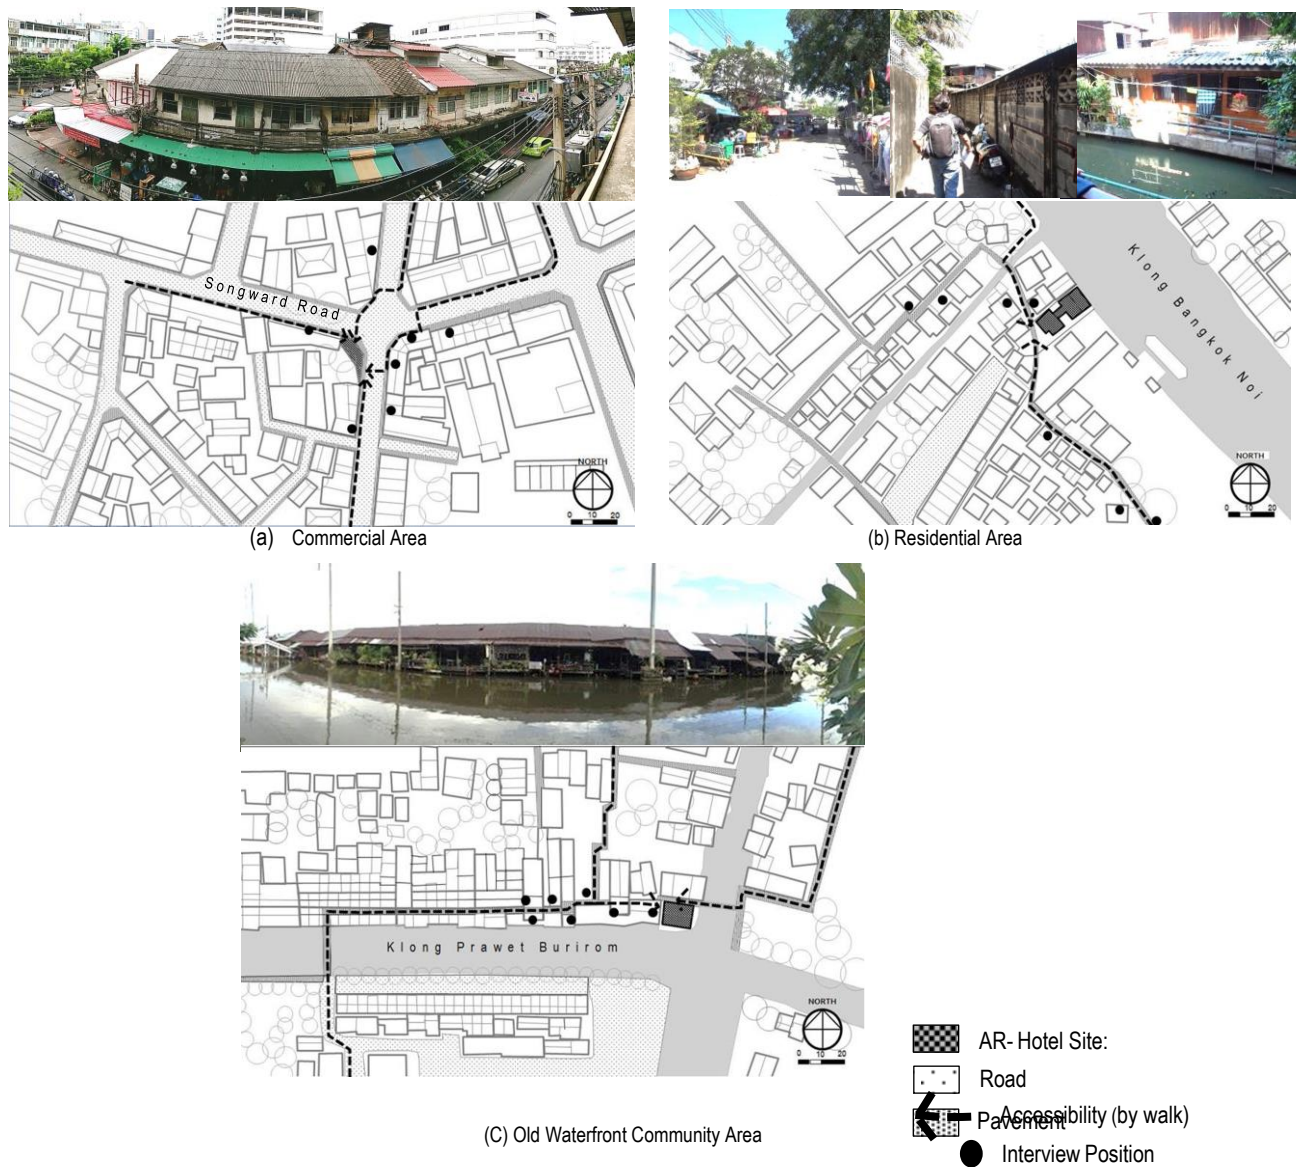 Songward Road
NORTH
0 10 20
(a) Commercial Area
Klong Bangkok Noi
NORTH
0 10 20
(b) Residential Area
Klong Prawet Burirom
NORTH
0 10 20
(C) Old Waterfront Community Area
AR- Hotel Site:
Road
Accessibility (by walk)
Pavement
Interview Position